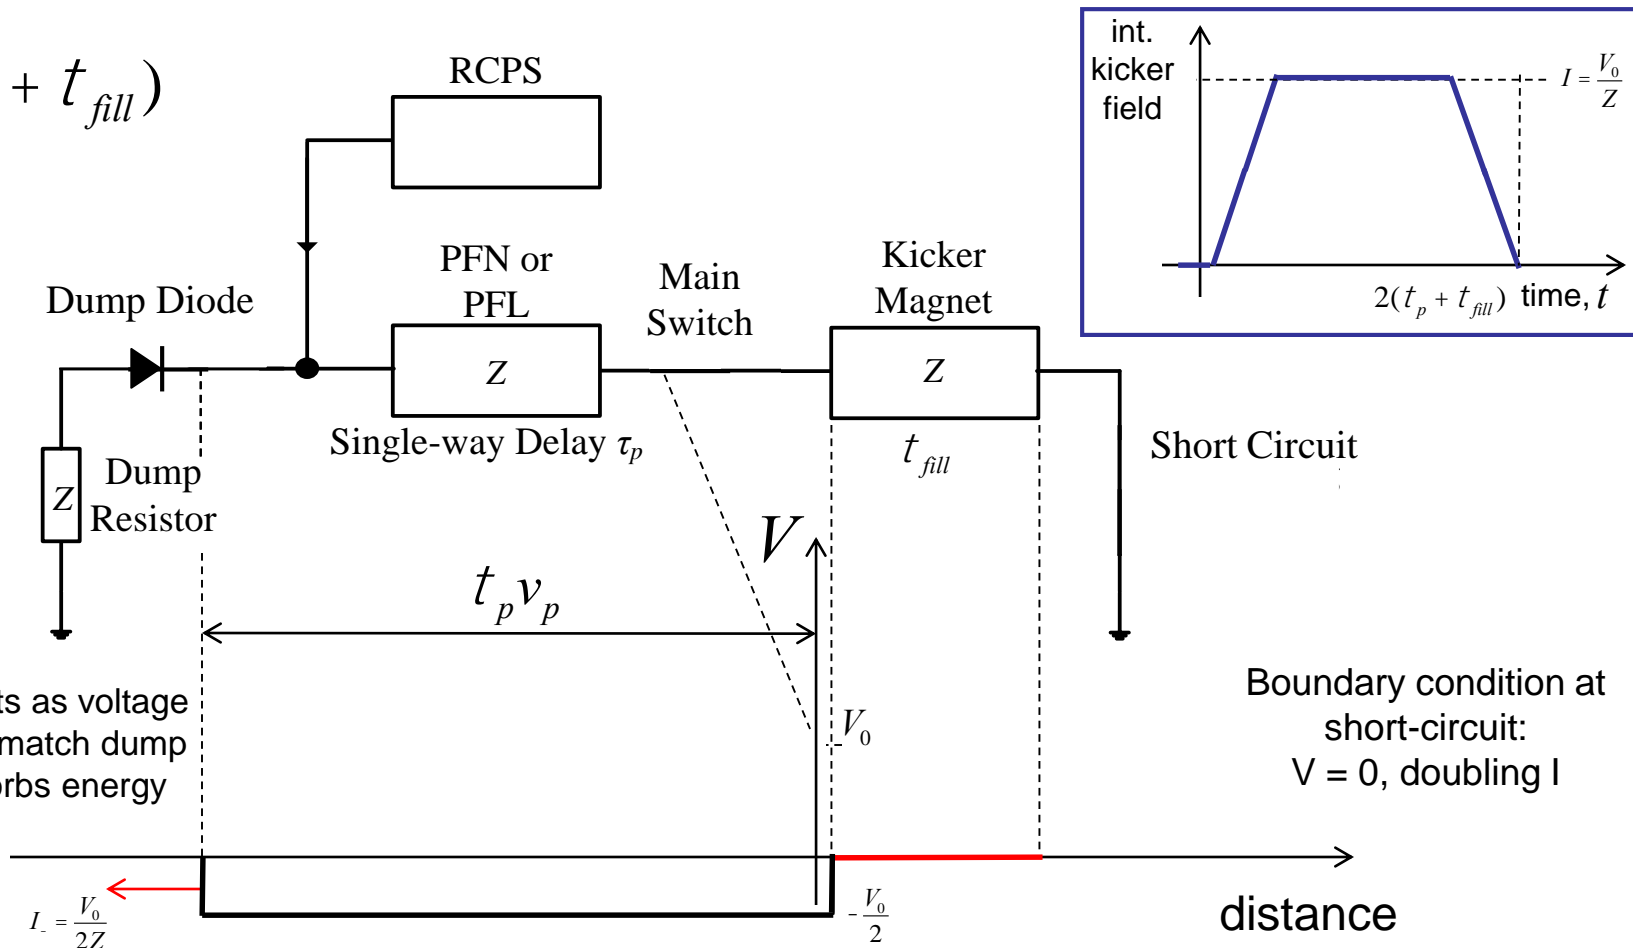 + t_fill)
RCPS
int.
kicker
field
I = V_0/Z
2(t_p + t_fill) time, t
Dump Diode
PFN or
PFL
Main
Switch
Kicker
Magnet
Z
Z
Single-way Delay τ_p
t_fill
Short Circuit
Z
Dump
Resistor
V
t_p v_p
V_0
ts as voltage
match dump
orbs energy
Boundary condition at
short-circuit:
V = 0, doubling I
I_- = V_0/2Z
-V_0/2
distance